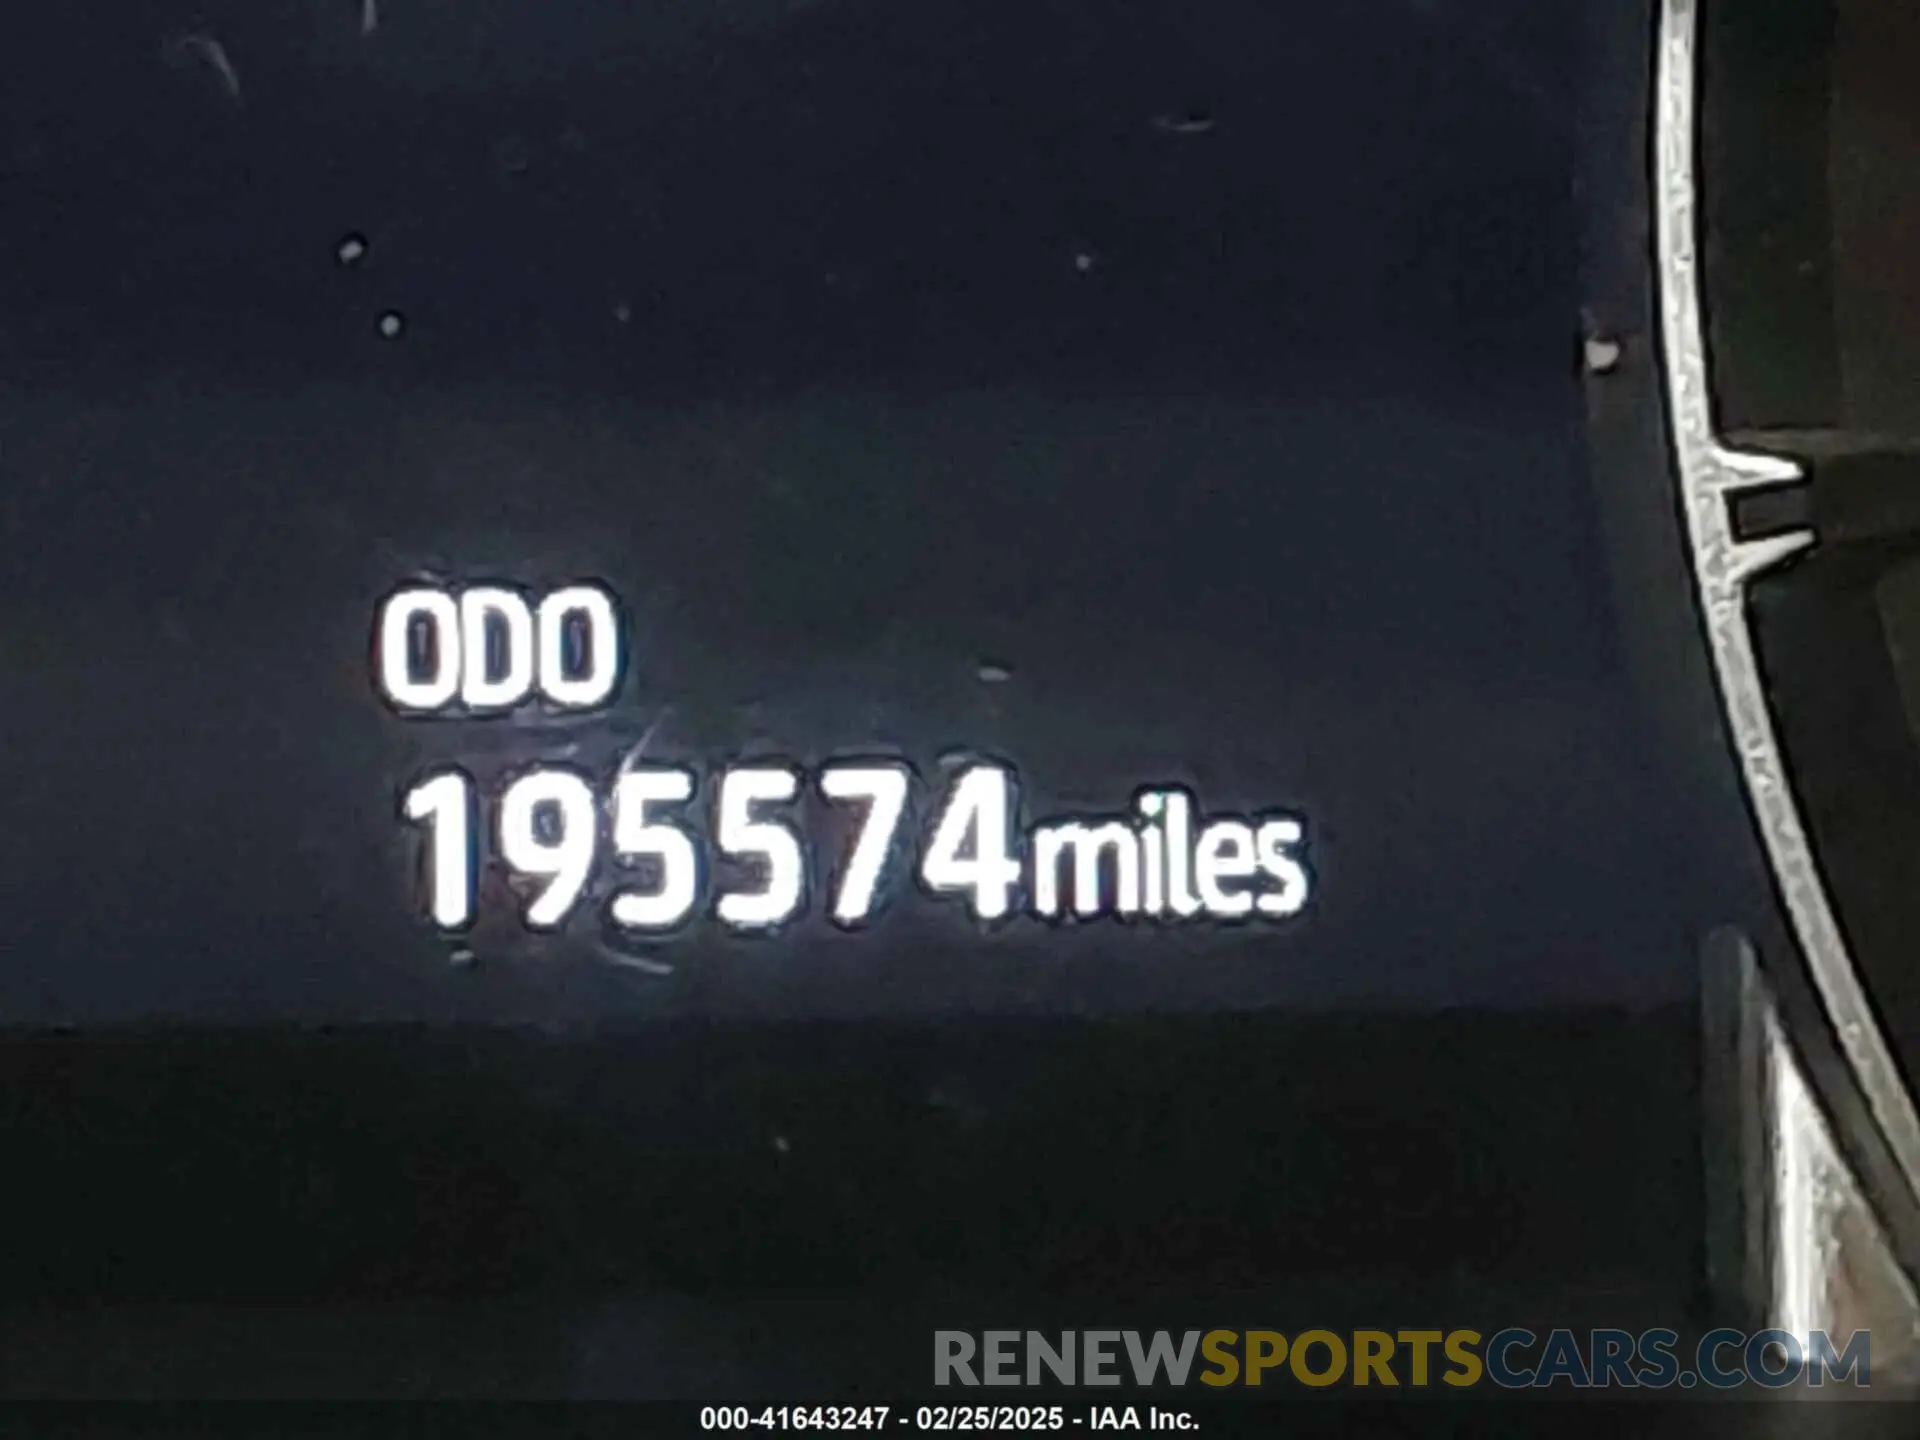 ODO
195574miles
RENEWSPORTSCARS.COM
000-41643247 - 02/25/2025 - IAA Inc.